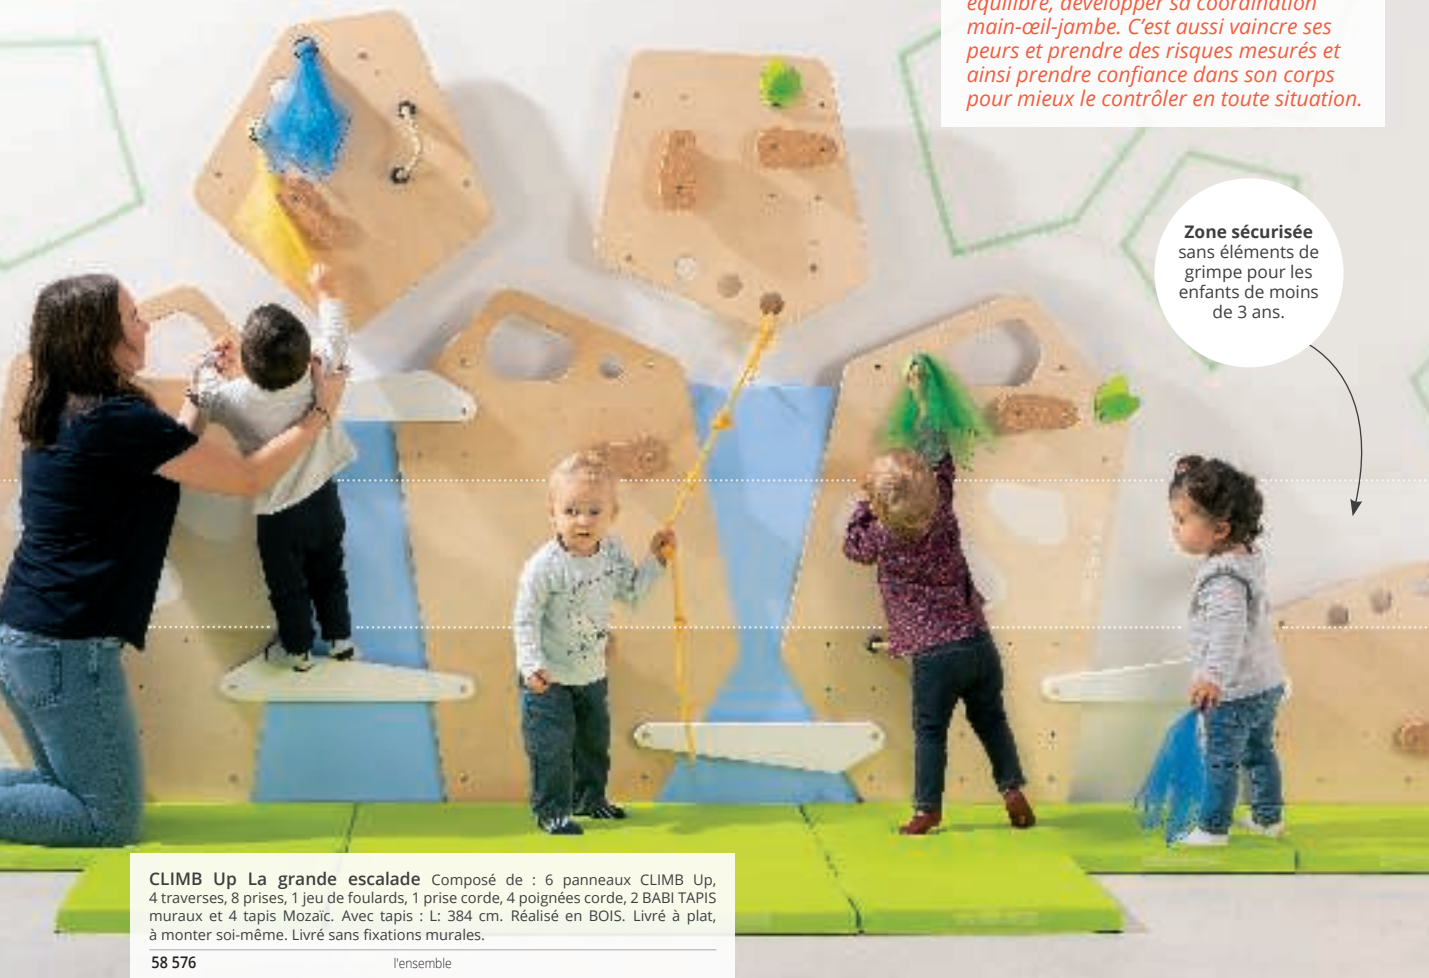 équilibre, développer sa coordination
main-œil-jambe. C'est aussi vaincre ses
peurs et prendre des risques mesurés et
ainsi prendre confiance dans son corps
pour mieux le contrôler en toute situation.
Zone sécurisée
sans éléments de
grimpe pour les
enfants de moins
de 3 ans.
CLIMB Up La grande escalade Composé de : 6 panneaux CLIMB Up,
4 traverses, 8 prises, 1 jeu de foulards, 1 prise corde, 4 poignées corde, 2 BABI TAPIS
muraux et 4 tapis Mozaïc. Avec tapis : L: 384 cm. Réalisé en BOIS. Livré à plat,
à monter soi-même. Livré sans fixations murales.
58 576 l'ensemble